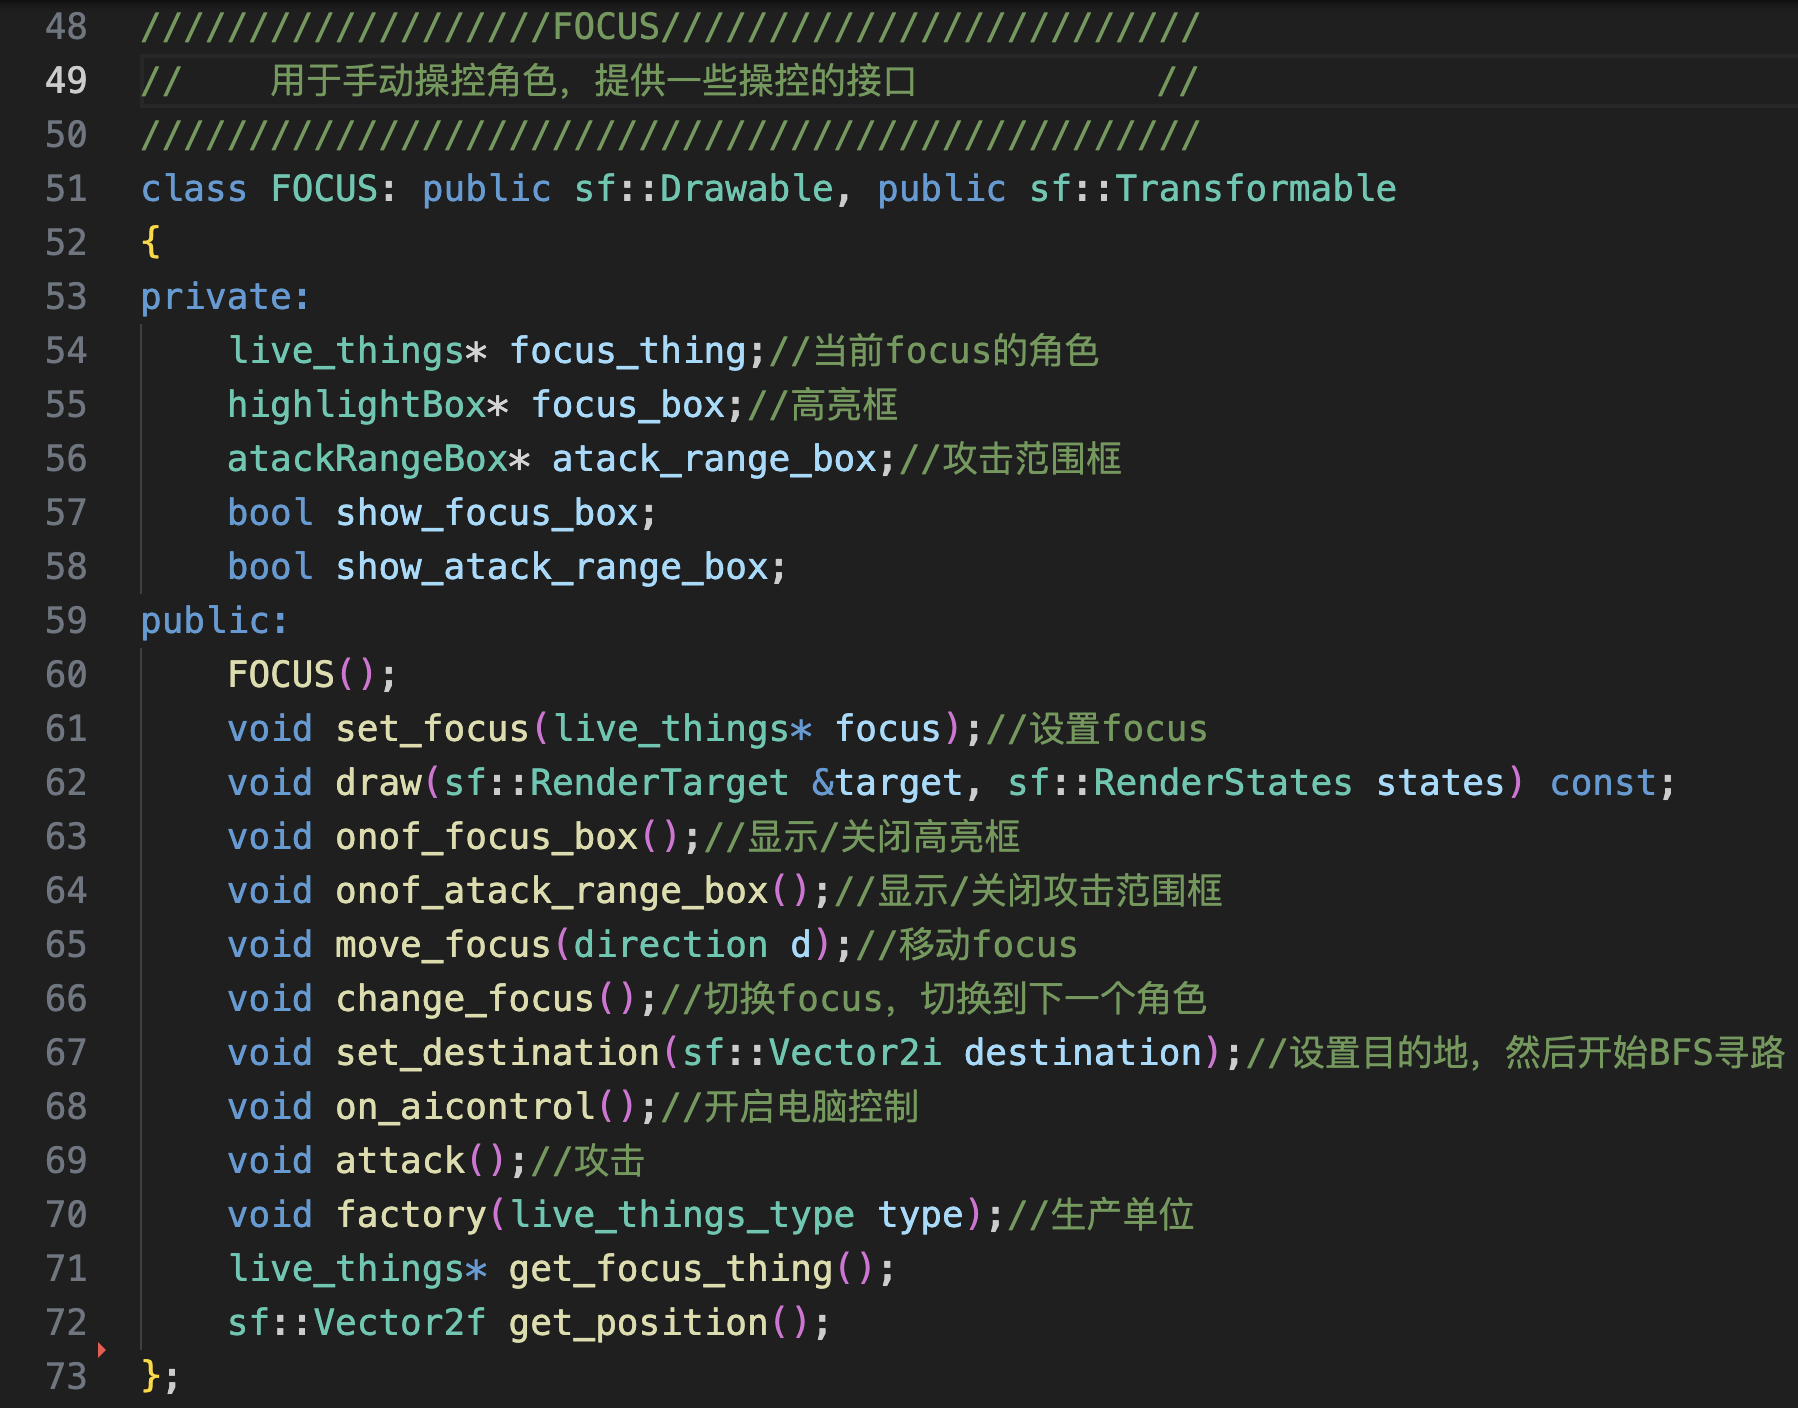 48 ///////////////////FOCUS/////////////////////////
49 //    用于手动操控角色，提供一些操控的接口           //
50 /////////////////////////////////////////////////
51 class FOCUS: public sf::Drawable, public sf::Transformable
52 {
53 private:
54     live_things* focus_thing;//当前focus的角色
55     highlightBox* focus_box;//高亮框
56     atackRangeBox* atack_range_box;//攻击范围框
57     bool show_focus_box;
58     bool show_atack_range_box;
59 public:
60     FOCUS();
61     void set_focus(live_things* focus);//设置focus
62     void draw(sf::RenderTarget &target, sf::RenderStates states) const;
63     void onof_focus_box();//显示/关闭高亮框
64     void onof_atack_range_box();//显示/关闭攻击范围框
65     void move_focus(direction d);//移动focus
66     void change_focus();//切换focus，切换到下一个角色
67     void set_destination(sf::Vector2i destination);//设置目的地，然后开始BFS寻路
68     void on_aicontrol();//开启电脑控制
69     void attack();//攻击
70     void factory(live_things_type type);//生产单位
71     live_things* get_focus_thing();
72     sf::Vector2f get_position();
73 };